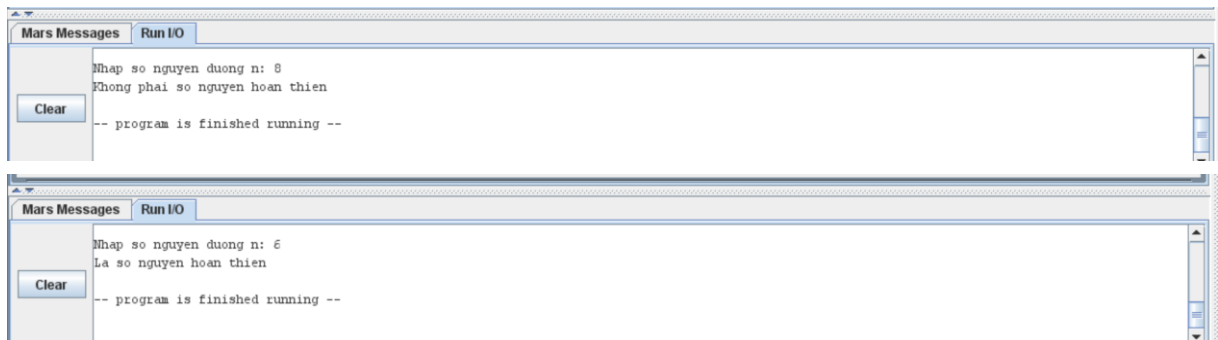 Mars Messages Run I/O
Nhap so nguyen duong n: 8
Khong phai so nguyen hoan thien
Clear
-- program is finished running --
Mars Messages Run I/O
Nhap so nguyen duong n: 6
La so nguyen hoan thien
Clear
-- program is finished running --